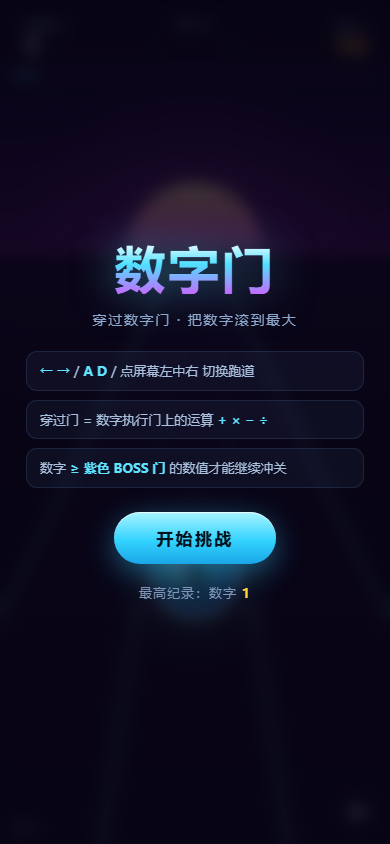 数字门
穿过数字门 · 把数字滚到最大
← → / A D / 点屏幕左中右 切换跑道
穿过门 = 数字执行门上的运算 + × − ÷
数字 ≥ 紫色 BOSS 门 的数值才能继续冲关
开始挑战
最高纪录：数字 1